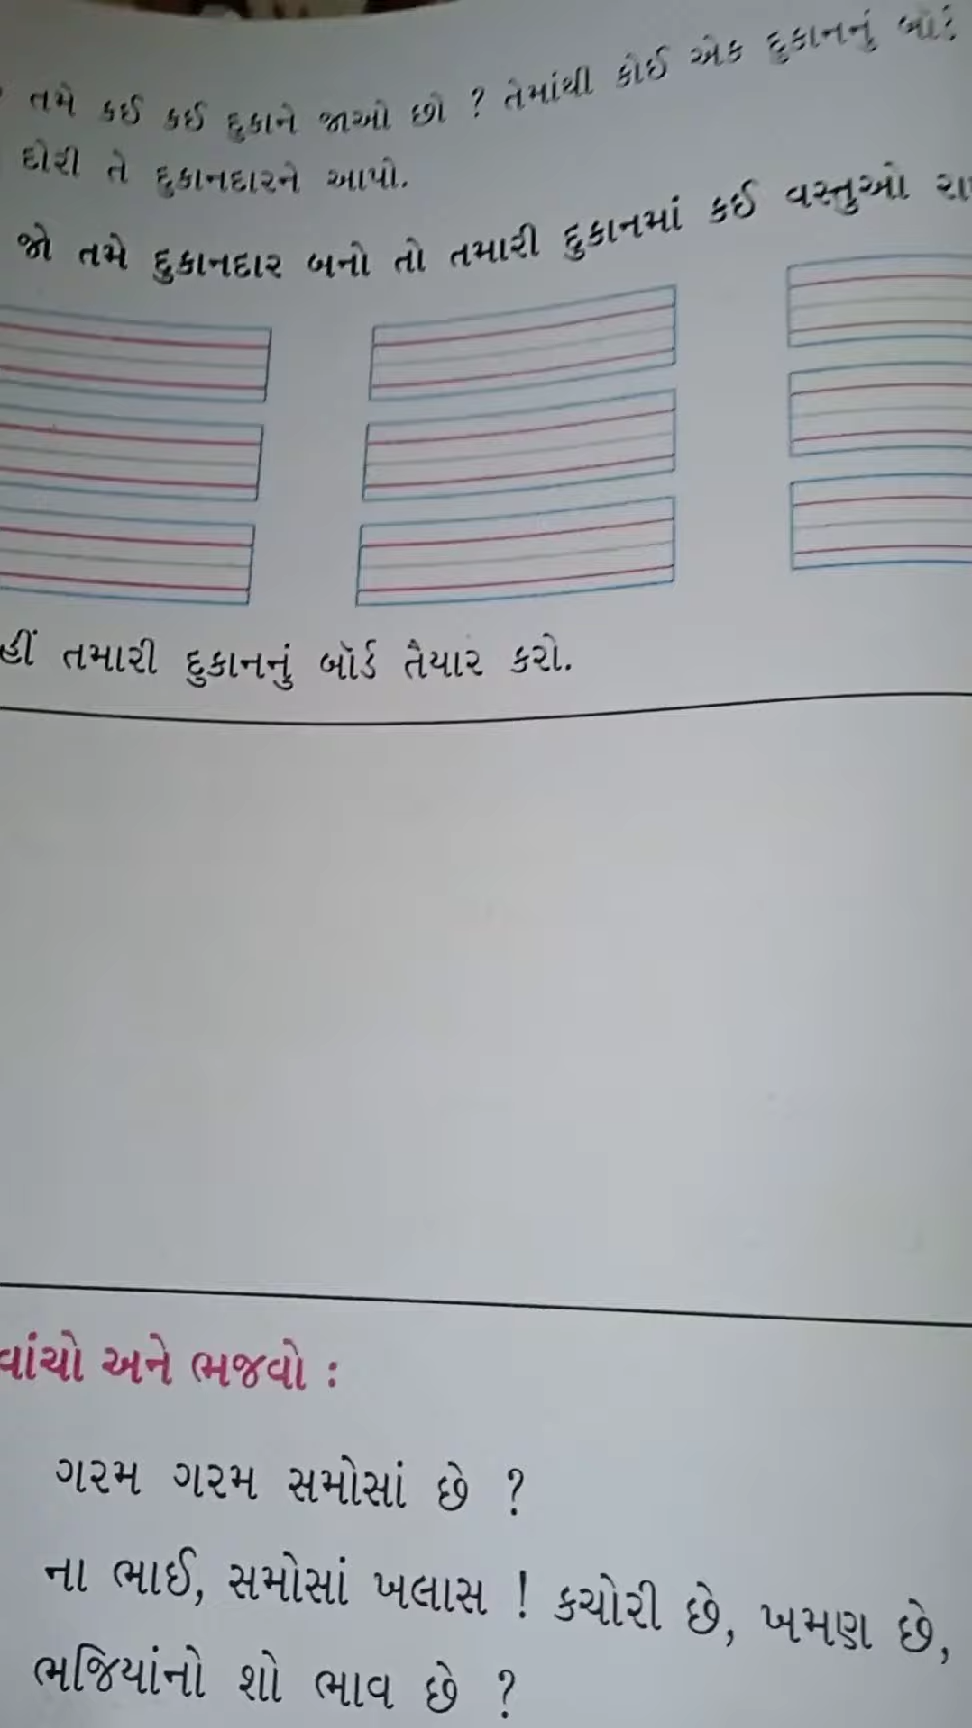 તમે કઈ કઈ દુકાને જાઓ છો ? તેમાંથી કોઈ એક દુકાનનું બૉર્ડ
દોરી તે દુકાનદારને આપો.
જો તમે દુકાનદાર બનો તો તમારી દુકાનમાં કઈ વસ્તુઓ
હીં તમારી દુકાનનું બૉર્ડ તૈયાર કરો.
વાંચો અને ભજવો :
ગરમ ગરમ સમોસાં છે ?
ના ભાઈ, સમોસાં ખલાસ ! કચોરી છે, ખમણ છે,
ભજિયાંનો શો ભાવ છે ?